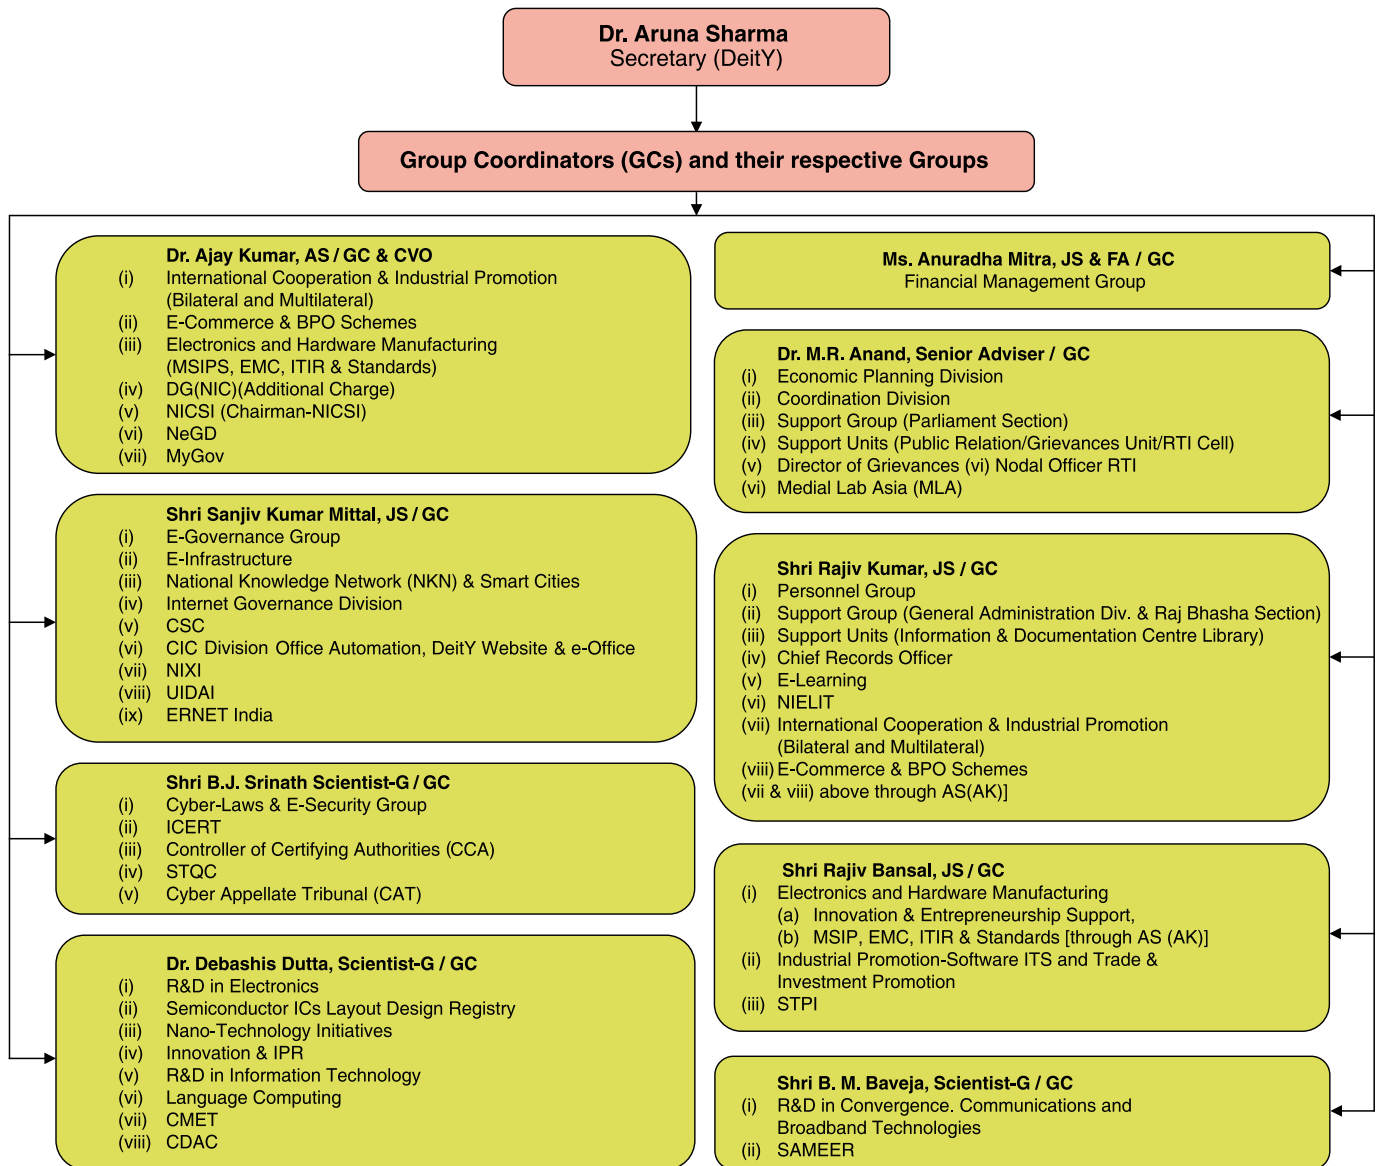 Dr. Aruna Sharma
Secretary (DeitY)
Group Coordinators (GCs) and their respective Groups
Dr. Ajay Kumar, AS / GC & CVO
(i) International Cooperation & Industrial Promotion
(Bilateral and Multilateral)
(ii) E-Commerce & BPO Schemes
(iii) Electronics and Hardware Manufacturing
(MSIPS, EMC, ITIR & Standards)
(iv) DG(NIC)(Additional Charge)
(v) NICSI (Chairman-NICSI)
(vi) NeGD
(vii) MyGov
Shri Sanjiv Kumar Mittal, JS / GC
(i) E-Governance Group
(ii) E-Infrastructure
(iii) National Knowledge Network (NKN) & Smart Cities
(iv) Internet Governance Division
(v) CSC
(vi) CIC Division Office Automation, DeitY Website & e-Office
(vii) NIXI
(viii) UIDAI
(ix) ERNET India
Shri B.J. Srinath Scientist-G / GC
(i) Cyber-Laws & E-Security Group
(ii) ICERT
(iii) Controller of Certifying Authorities (CCA)
(iv) STQC
(v) Cyber Appellate Tribunal (CAT)
Dr. Debashis Dutta, Scientist-G / GC
(i) R&D in Electronics
(ii) Semiconductor ICs Layout Design Registry
(iii) Nano-Technology Initiatives
(iv) Innovation & IPR
(v) R&D in Information Technology
(vi) Language Computing
(vii) CMET
(viii) CDAC
Ms. Anuradha Mitra, JS & FA / GC
Financial Management Group
Dr. M.R. Anand, Senior Adviser / GC
(i) Economic Planning Division
(ii) Coordination Division
(iii) Support Group (Parliament Section)
(iv) Support Units (Public Relation/Grievances Unit/RTI Cell)
(v) Director of Grievances (vi) Nodal Officer RTI
(vi) Medial Lab Asia (MLA)
Shri Rajiv Kumar, JS / GC
(i) Personnel Group
(ii) Support Group (General Administration Div. & Raj Bhasha Section)
(iii) Support Units (Information & Documentation Centre Library)
(iv) Chief Records Officer
(v) E-Learning
(vi) NIELIT
(vii) International Cooperation & Industrial Promotion
(Bilateral and Multilateral)
(viii) E-Commerce & BPO Schemes
(vii & viii) above through AS(AK)]
Shri Rajiv Bansal, JS / GC
(i) Electronics and Hardware Manufacturing
(a) Innovation & Entrepreneurship Support,
(b) MSIP, EMC, ITIR & Standards [through AS (AK)]
(ii) Industrial Promotion-Software ITS and Trade &
Investment Promotion
(iii) STPI
Shri B. M. Baveja, Scientist-G / GC
(i) R&D in Convergence. Communications and
Broadband Technologies
(ii) SAMEER